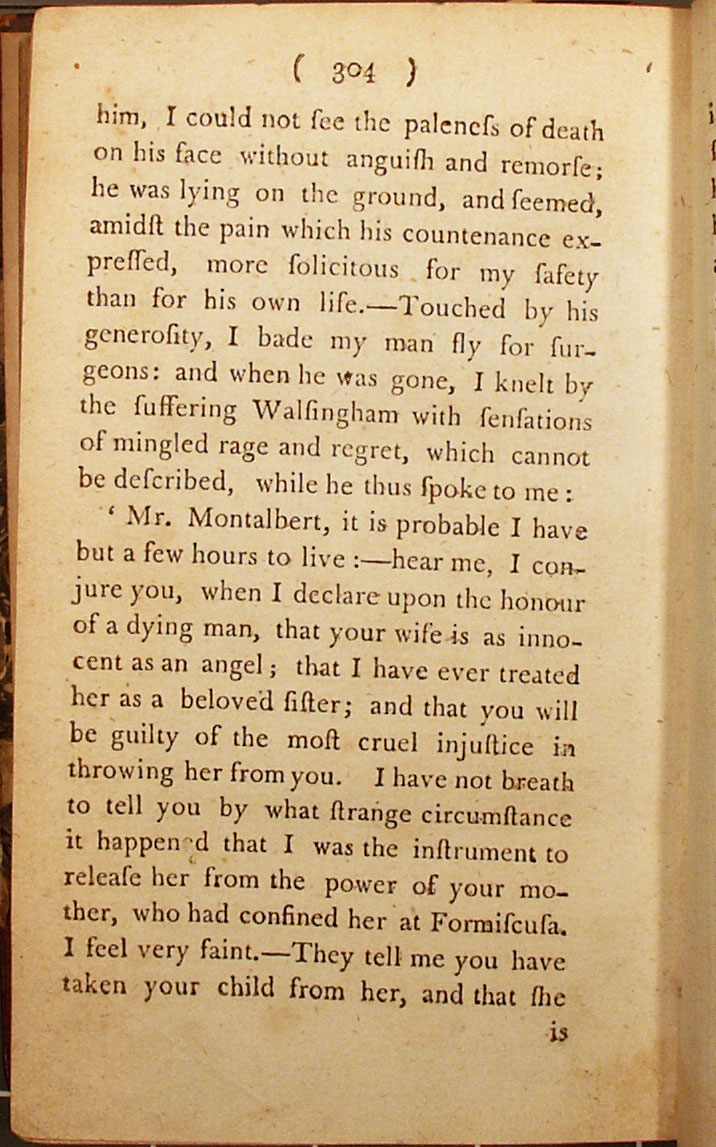 ( 304 )
him, I could not ſee the paleneſs of death
on his face without anguiſh and remorſe;
he was lying on the ground, and ſeemed,
amidſt the pain which his countenance ex-
preſſed, more ſolicitous for my ſafety
than for his own life.—Touched by his
generoſity, I bade my man fly for ſur-
geons: and when he was gone, I knelt by
the ſuffering Walſingham with ſenſations
of mingled rage and regret, which cannot
be deſcribed, while he thus ſpoke to me:
‘ Mr. Montalbert, it is probable I have
but a few hours to live :—hear me, I con-
jure you, when I declare upon the honour
of a dying man, that your wife is as inno-
cent as an angel; that I have ever treated
her as a beloved ſiſter; and that you will
be guilty of the moſt cruel injuſtice in
throwing her from you. I have not breath
to tell you by what ſtrange circumſtance
it happened that I was the inſtrument to
releaſe her from the power of your mo-
ther, who had confined her at Formiſcuſa.
I feel very faint.—They tell me you have
taken your child from her, and that ſhe
is